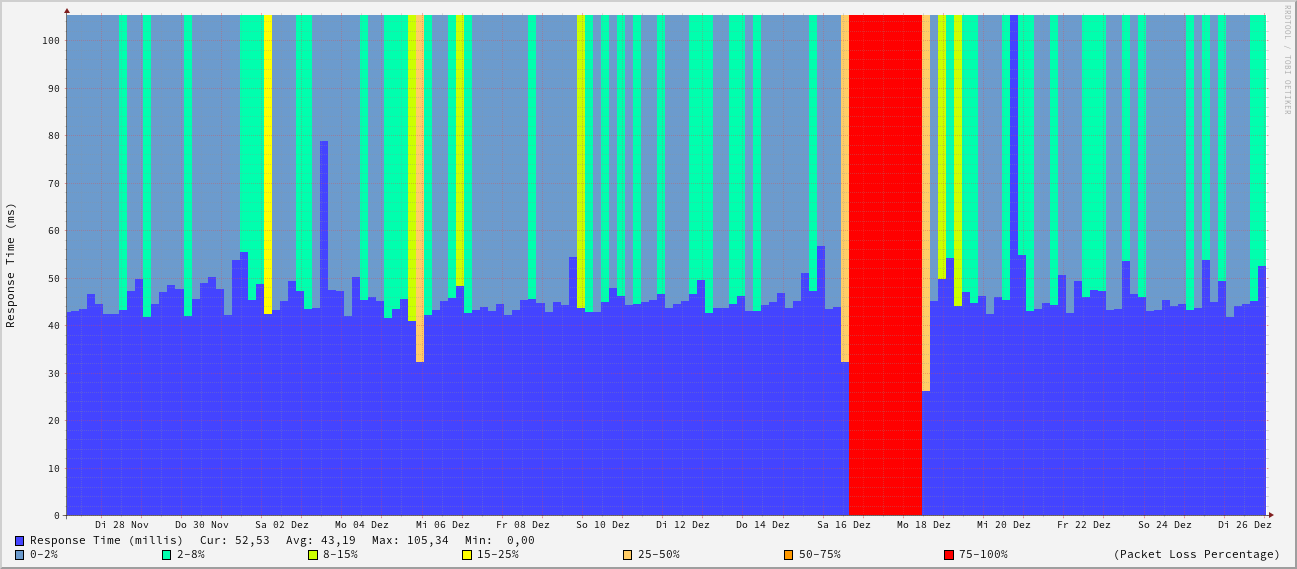 RRDTOOL / TOBI OETIKER
Response Time (ms)
100
90
80
70
60
50
40
30
20
10
0
Di 28 Nov Do 30 Nov Sa 02 Dez Mo 04 Dez Mi 06 Dez Fr 08 Dez So 10 Dez Di 12 Dez Do 14 Dez Sa 16 Dez Mo 18 Dez Mi 20 Dez Fr 22 Dez So 24 Dez Di 26 Dez
Response Time (millis) Cur: 52,53 Avg: 43,19 Max: 105,34 Min: 0,00
0-2% 2-8% 8-15% 15-25% 25-50% 50-75% 75-100% (Packet Loss Percentage)